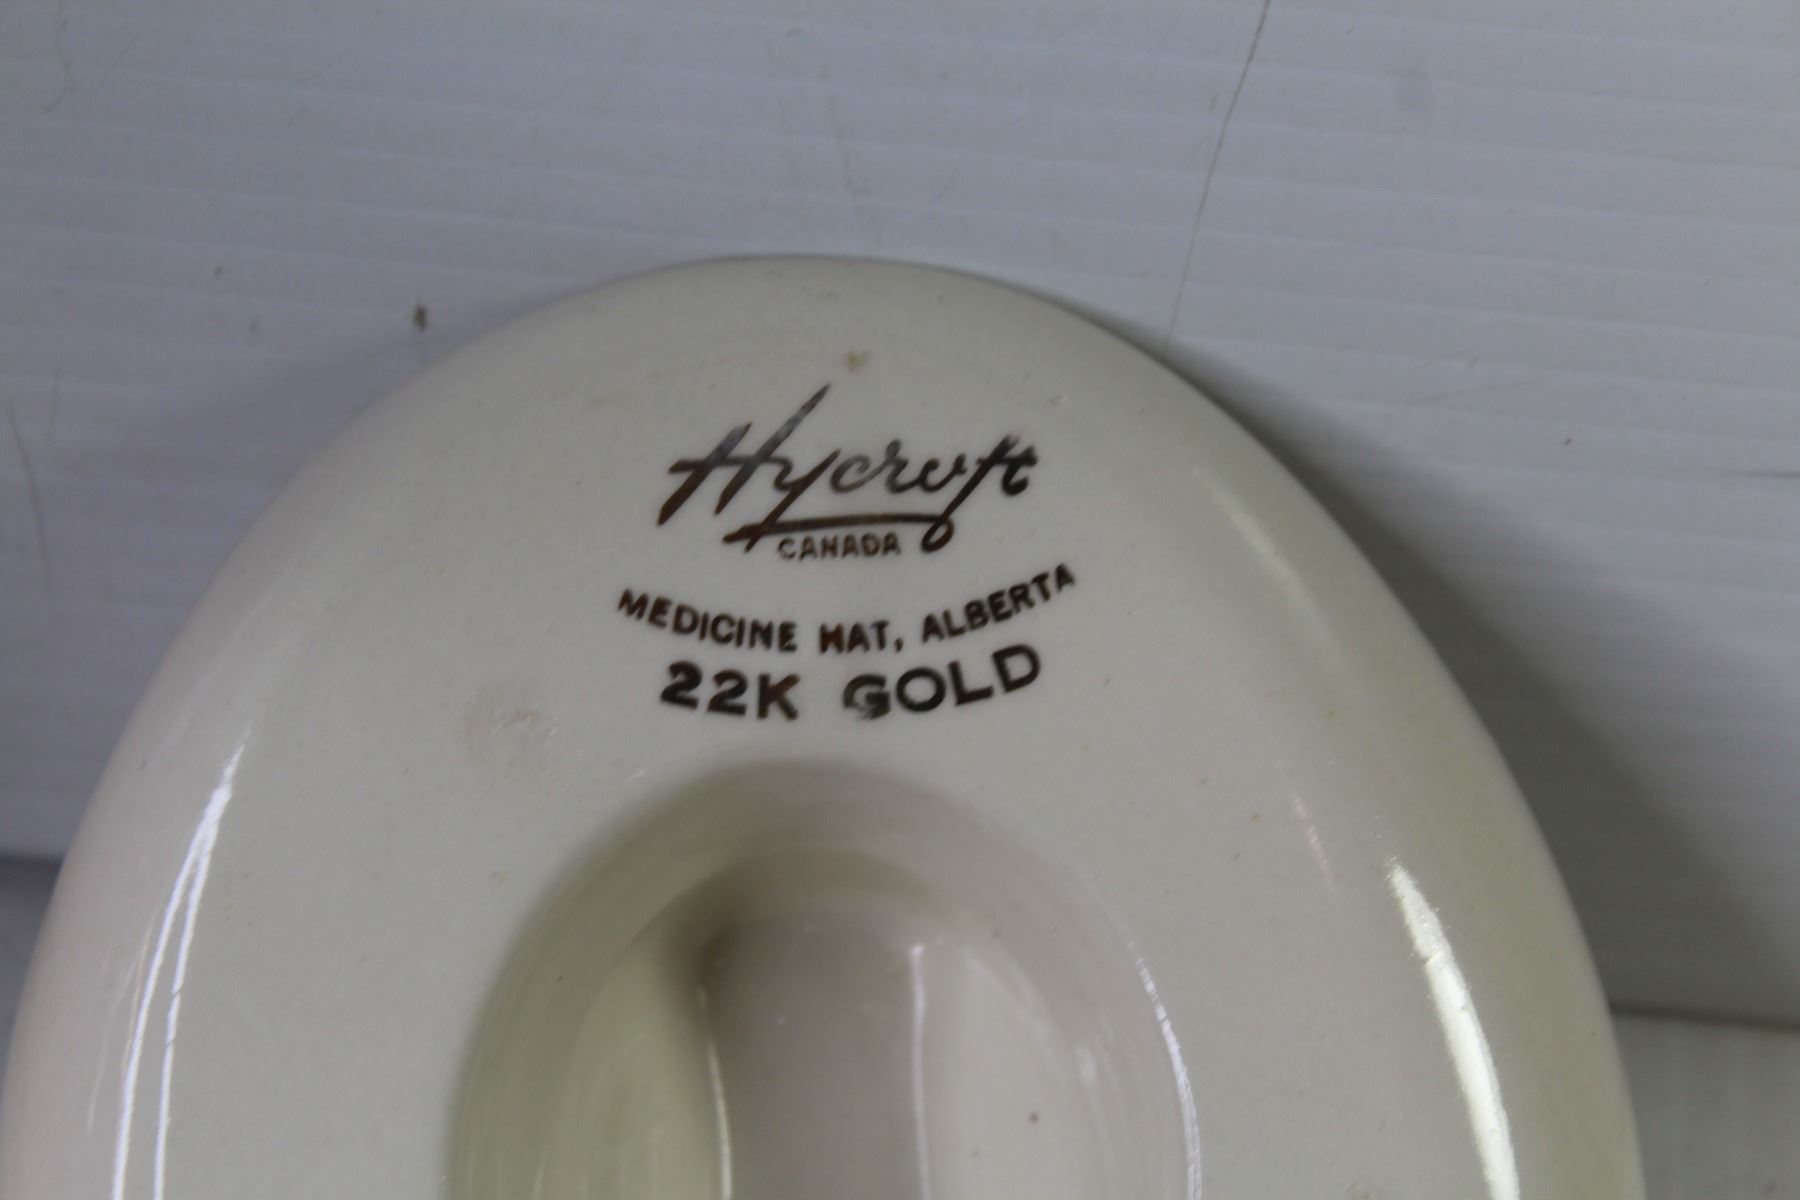 Hycroft
CANADA
MEDICINE HAT, ALBERTA
22K GOLD